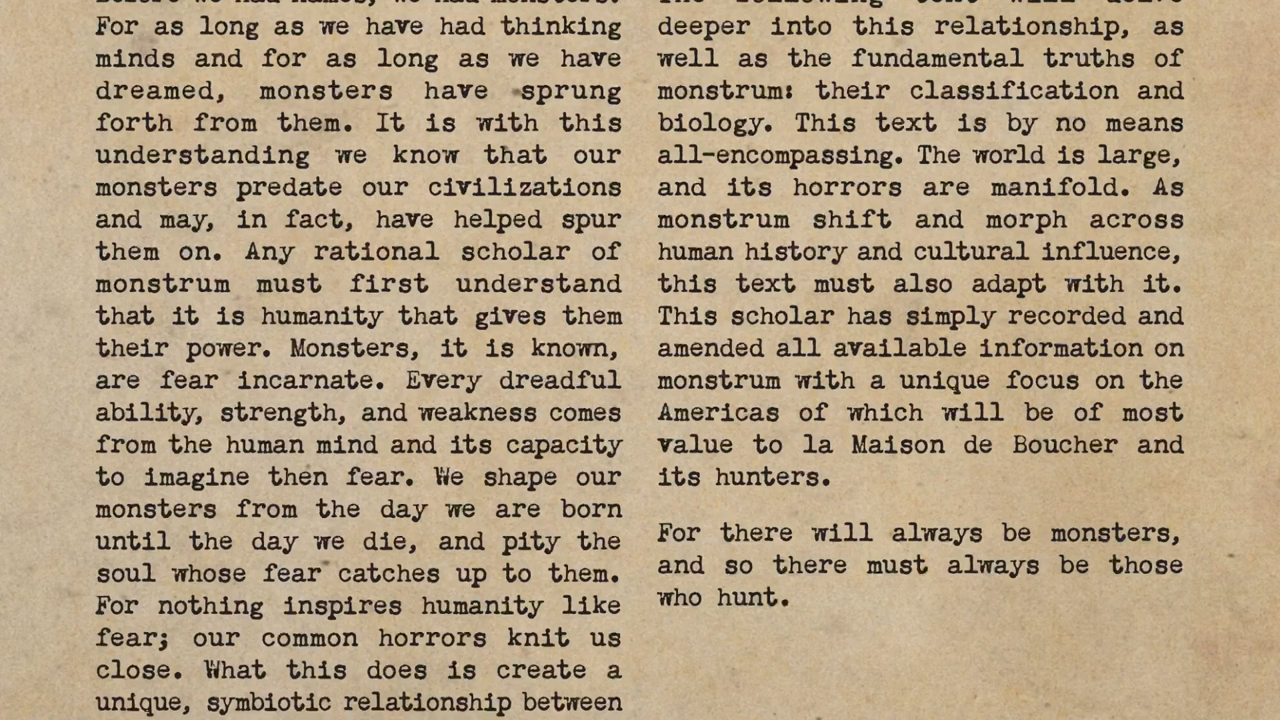 Before we had names, we had monsters.
For as long as we have had thinking
minds and for as long as we have
dreamed, monsters have sprung
forth from them. It is with this
understanding we know that our
monsters predate our civilizations
and may, in fact, have helped spur
them on. Any rational scholar of
monstrum must first understand
that it is humanity that gives them
their power. Monsters, it is known,
are fear incarnate. Every dreadful
ability, strength, and weakness comes
from the human mind and its capacity
to imagine then fear. We shape our
monsters from the day we are born
until the day we die, and pity the
soul whose fear catches up to them.
For nothing inspires humanity like
fear; our common horrors knit us
close. What this does is create a
unique, symbiotic relationship between
The following text will delve
deeper into this relationship, as
well as the fundamental truths of
monstrum: their classification and
biology. This text is by no means
all-encompassing. The world is large,
and its horrors are manifold. As
monstrum shift and morph across
human history and cultural influence,
this text must also adapt with it.
This scholar has simply recorded and
amended all available information on
monstrum with a unique focus on the
Americas of which will be of most
value to la Maison de Boucher and
its hunters.
For there will always be monsters,
and so there must always be those
who hunt.